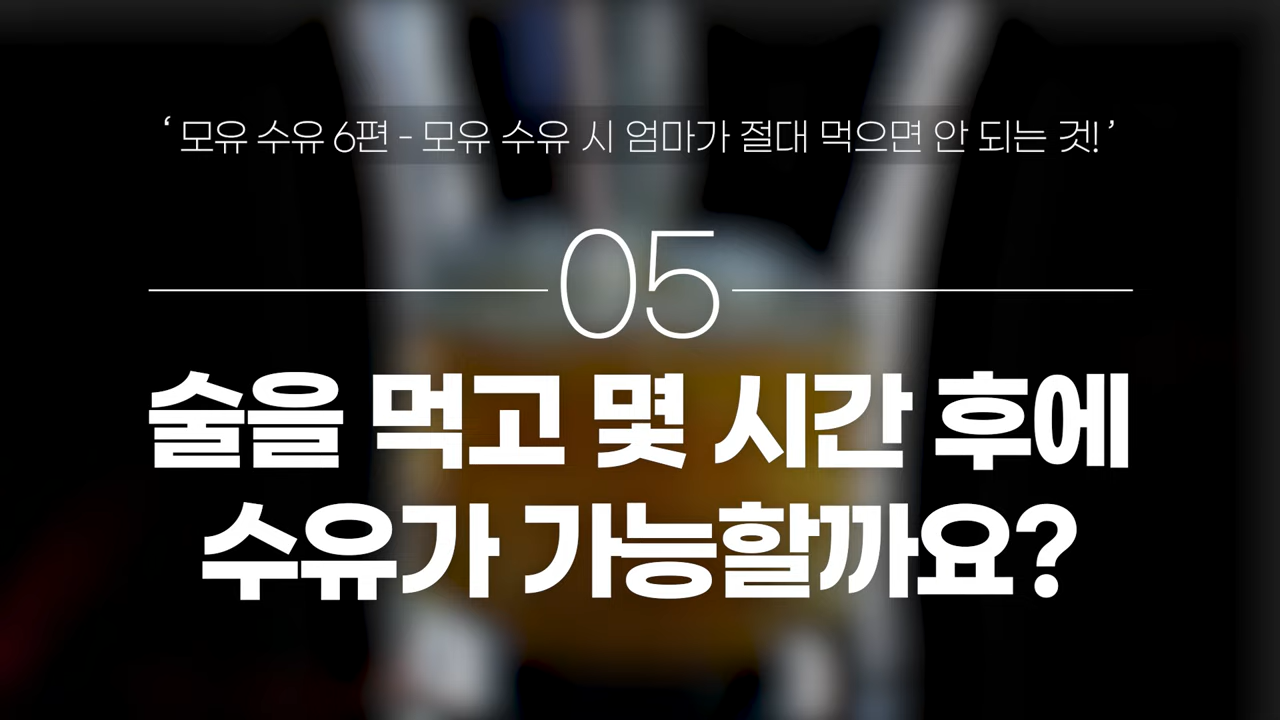 ‘ 모유 수유 6편 - 모유 수유 시 엄마가 절대 먹으면 안 되는 것! ’
05
술을 먹고 몇 시간 후에
수유가 가능할까요?